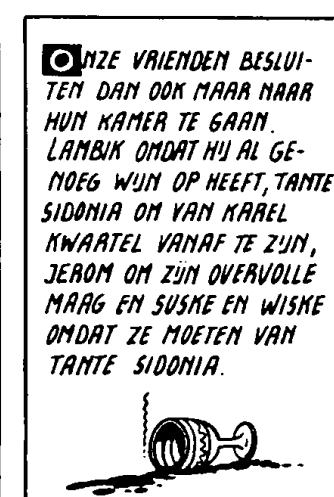 ONZE VRIENDEN BESLUI-
TEN DAN OOK MAAR NAAR
HUN KAMER TE GAAN.
LAMBIK OMDAT HIJ AL GE-
NOEG WIJN OP HEEFT, TANTE
SIDONIA OM VAN KAREL
KWARTEL VANAF TE ZIJN,
JEROM OM ZIJN OVERVOLLE
MAAG EN SUSKE EN WISKE
OMDAT ZE MOETEN VAN
TANTE SIDONIA.